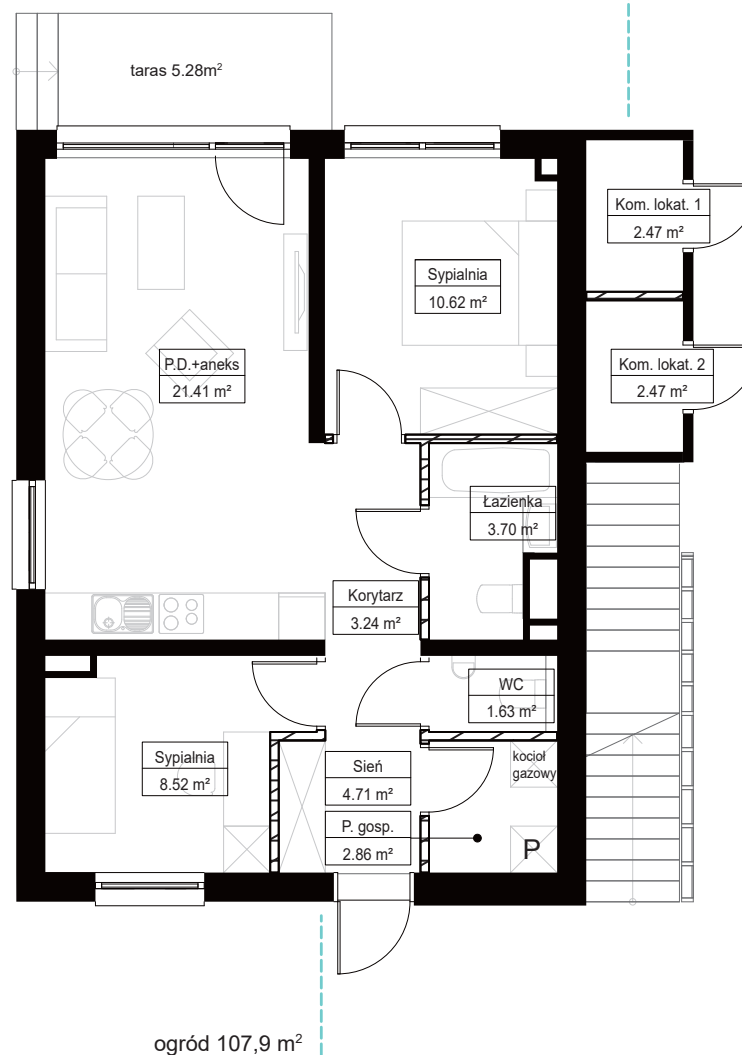 taras 5.28m²
Kom. lokat. 1
2.47 m²
Sypialnia
10.62 m²
P.D.+aneks
21.41 m²
Kom. lokat. 2
2.47 m²
Łazienka
3.70 m²
Korytarz
3.24 m²
WC
1.63 m²
Sypialnia
8.52 m²
Sień
4.71 m²
kocioł
gazowy
P. gosp.
2.86 m²
P
ogród 107,9 m²